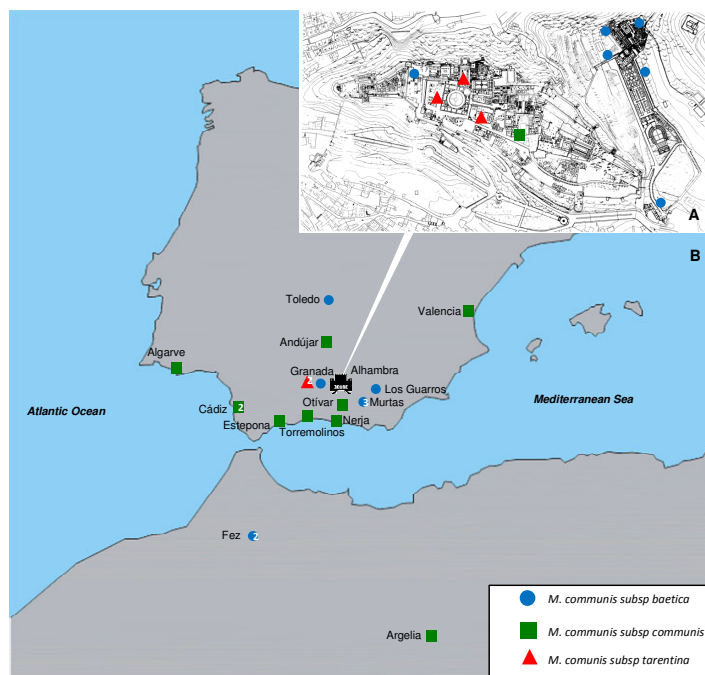 A
B
Toledo
Valencia
Andújar
Algarve
Granada
Alhambra
2
Los Guarros
Otívar
3 Murtas
Cádiz 2
Atlantic Ocean
Mediterranean Sea
Estepona
Nerja
Torremolinos
Fez 2
Argelia
M. communis subsp baetica
M. communis subsp communis
M. comunis subsp tarentina